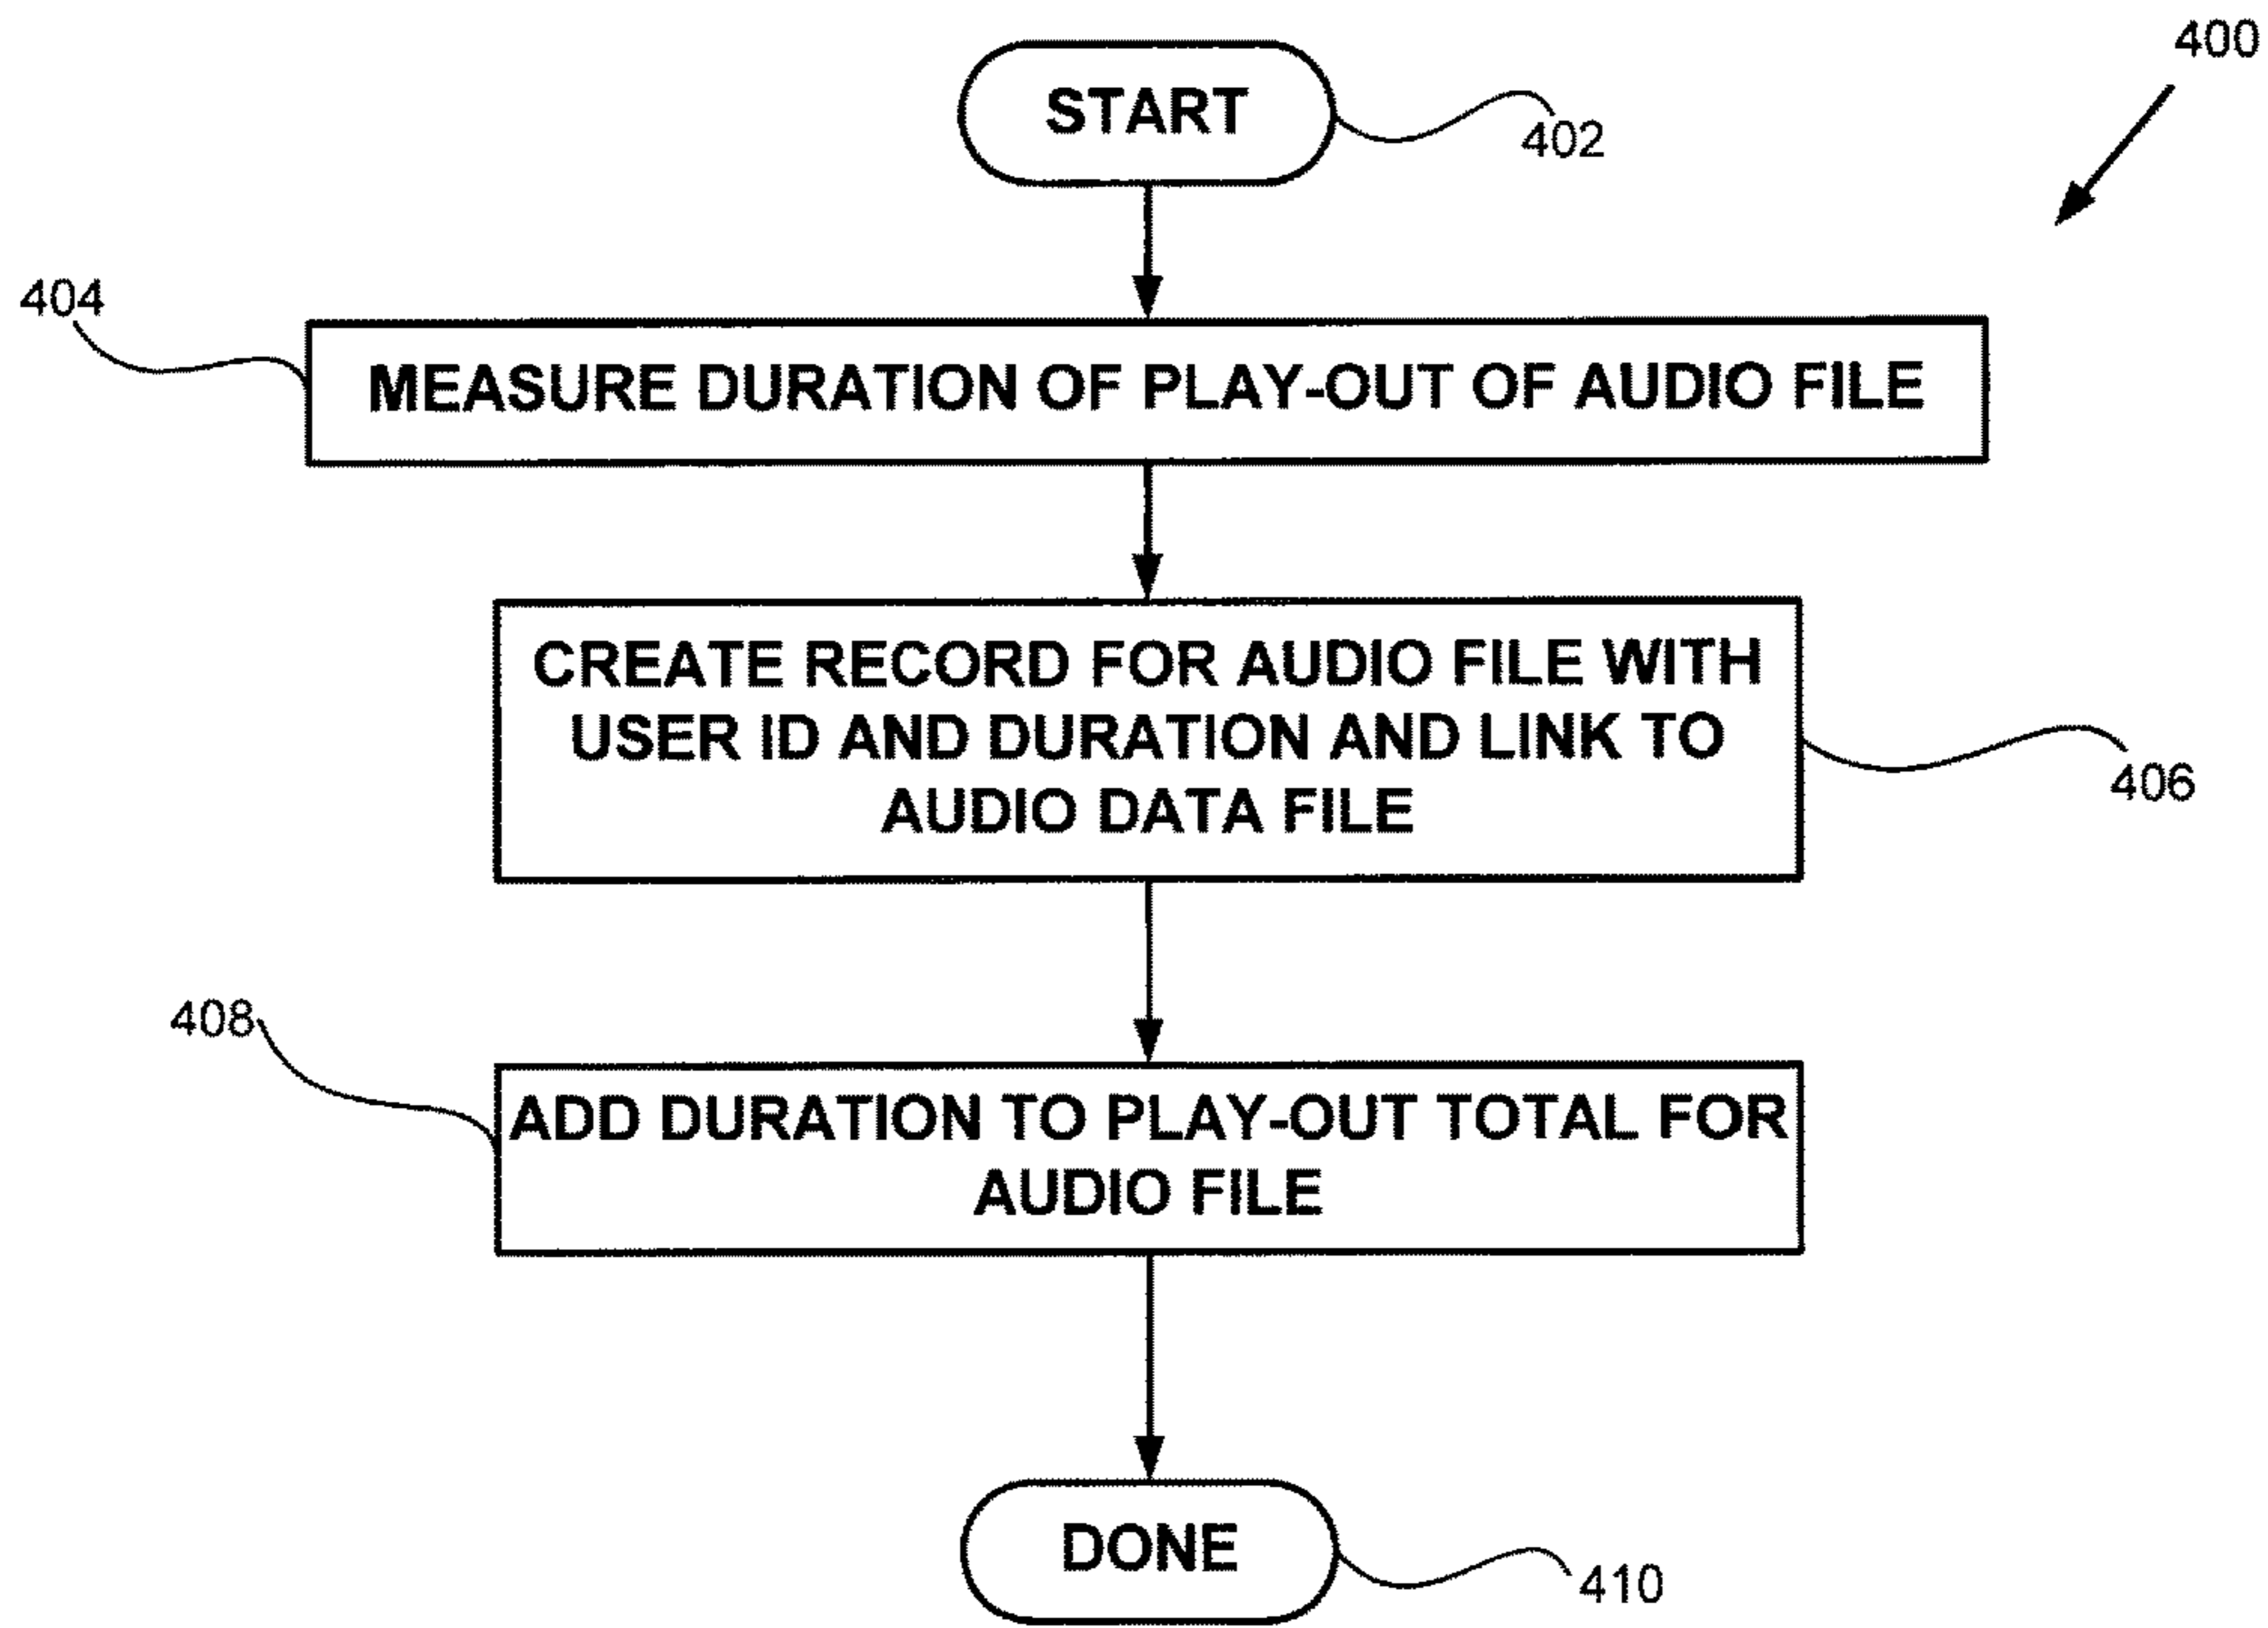 400
START
402
404
MEASURE DURATION OF PLAY-OUT OF AUDIO FILE
CREATE RECORD FOR AUDIO FILE WITH
USER ID AND DURATION AND LINK TO
AUDIO DATA FILE
406
408
ADD DURATION TO PLAY-OUT TOTAL FOR
AUDIO FILE
DONE
410